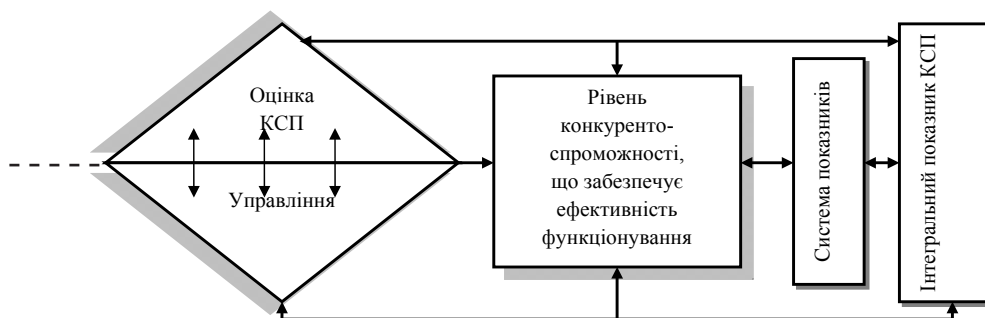 Оцінка
КСП
Управління
Рівень
конкуренто-
спроможності,
що забезпечує
ефективність
функціонування
Система показників
Інтегральний показник КСП